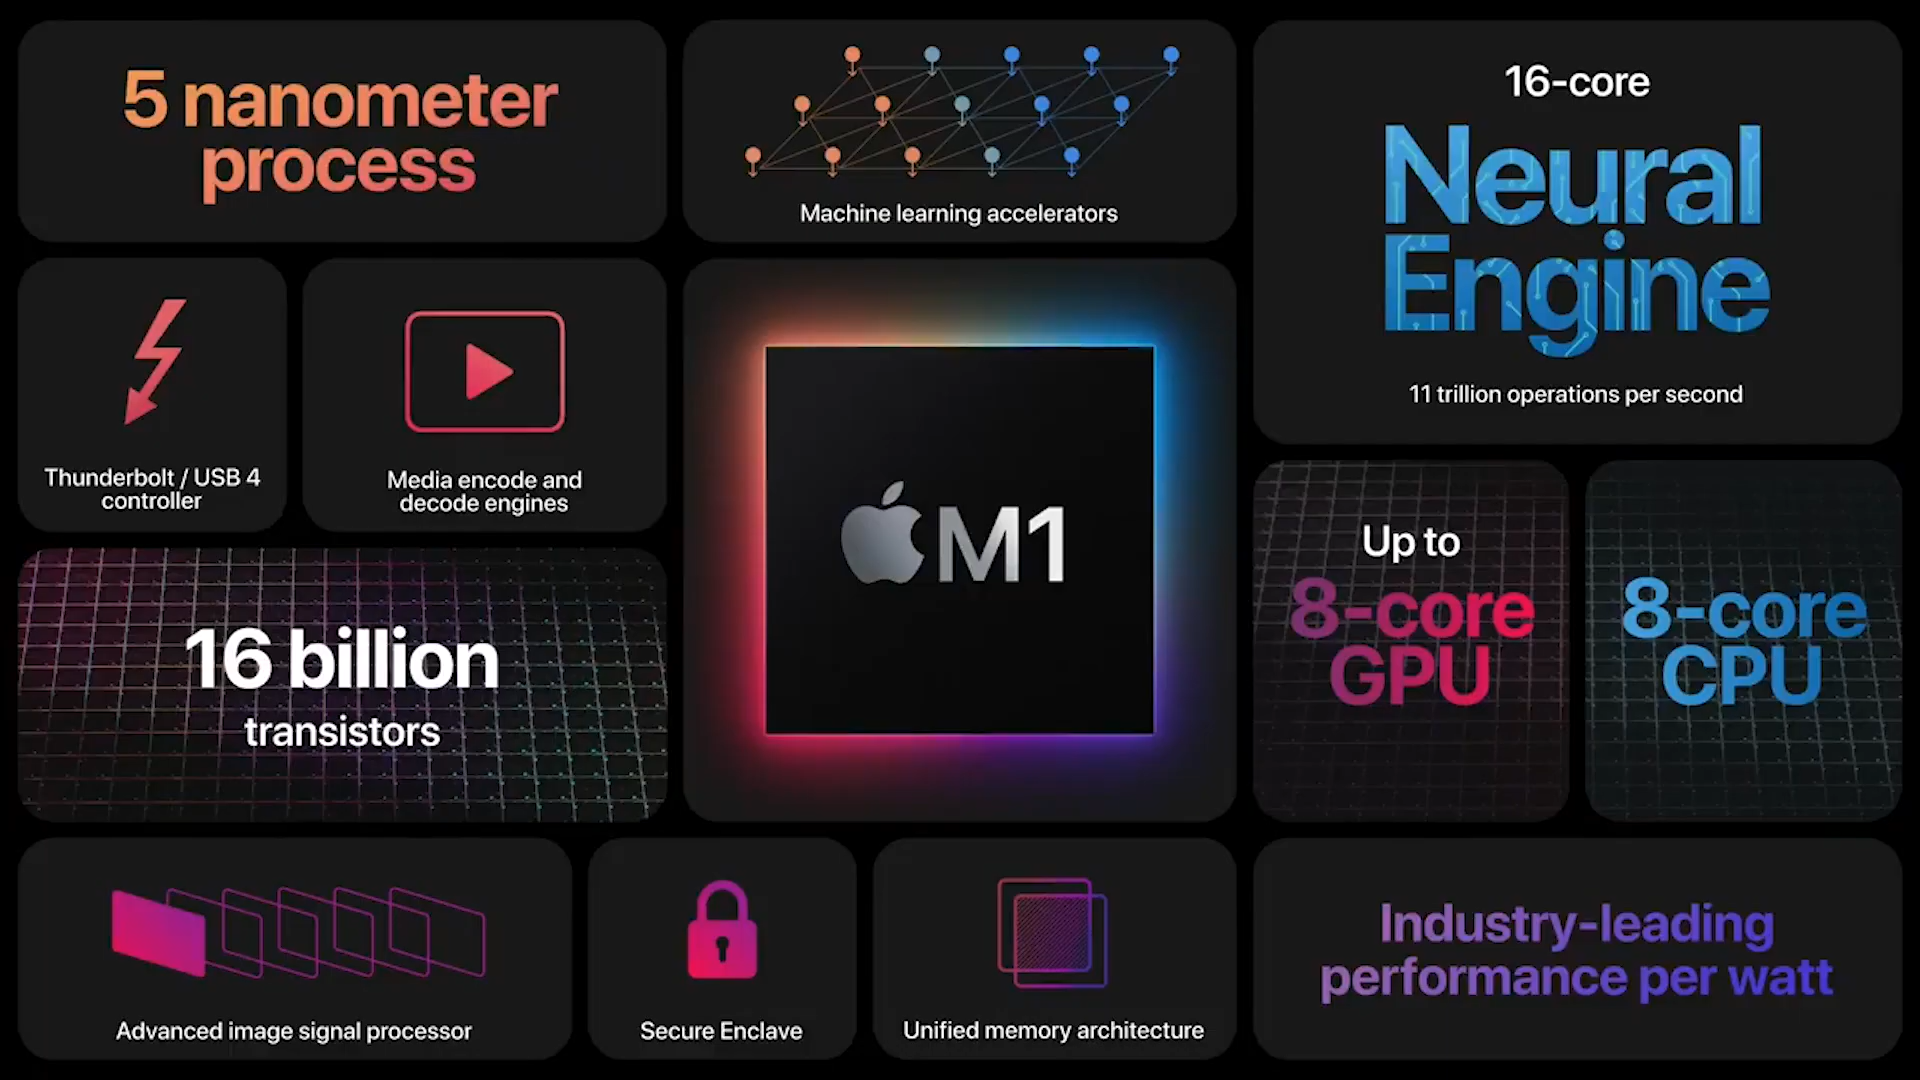 5 nanometer
process
Machine learning accelerators
16-core
Neural
Engine
11 trillion operations per second
Thunderbolt / USB 4
controller
Media encode and
decode engines
M1
Up to
8-core
GPU
8-core
CPU
16 billion
transistors
Advanced image signal processor
Secure Enclave
Unified memory architecture
Industry-leading
performance per watt